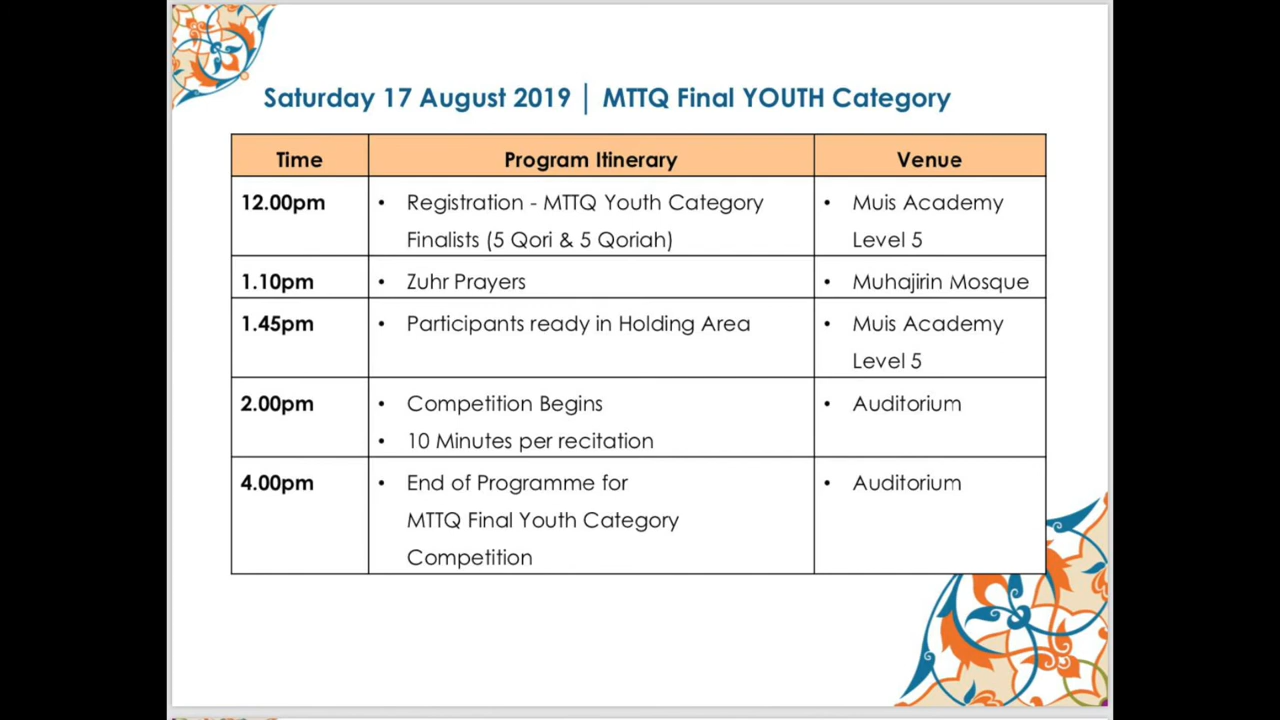 Saturday 17 August 2019 | MTTQ Final YOUTH Category
Time Program Itinerary Venue
12.00pm • Registration - MTTQ Youth Category • Muis Academy
Finalists (5 Qori & 5 Qoriah) Level 5
1.10pm • Zuhr Prayers • Muhajirin Mosque
1.45pm • Participants ready in Holding Area • Muis Academy
Level 5
2.00pm • Competition Begins • Auditorium
• 10 Minutes per recitation
4.00pm • End of Programme for • Auditorium
MTTQ Final Youth Category
Competition